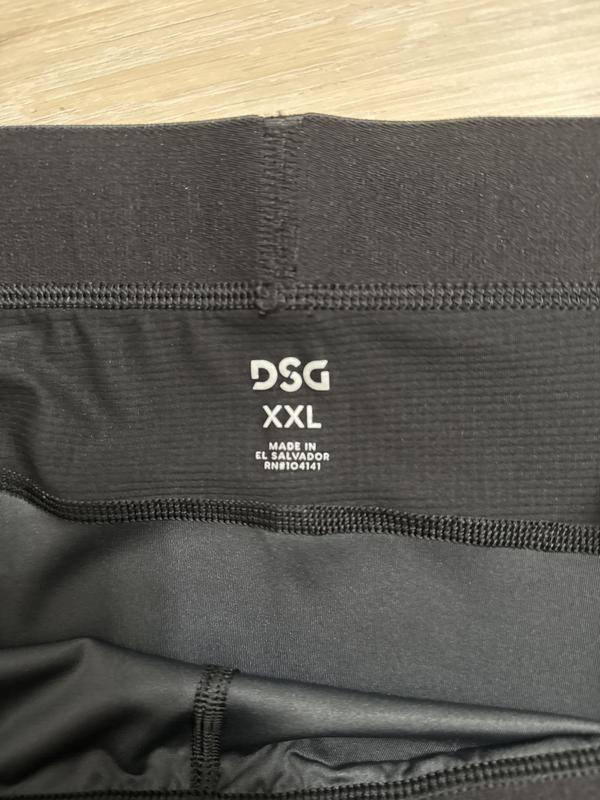 DSG
XXL
MADE IN
EL SALVADOR
RN#104141